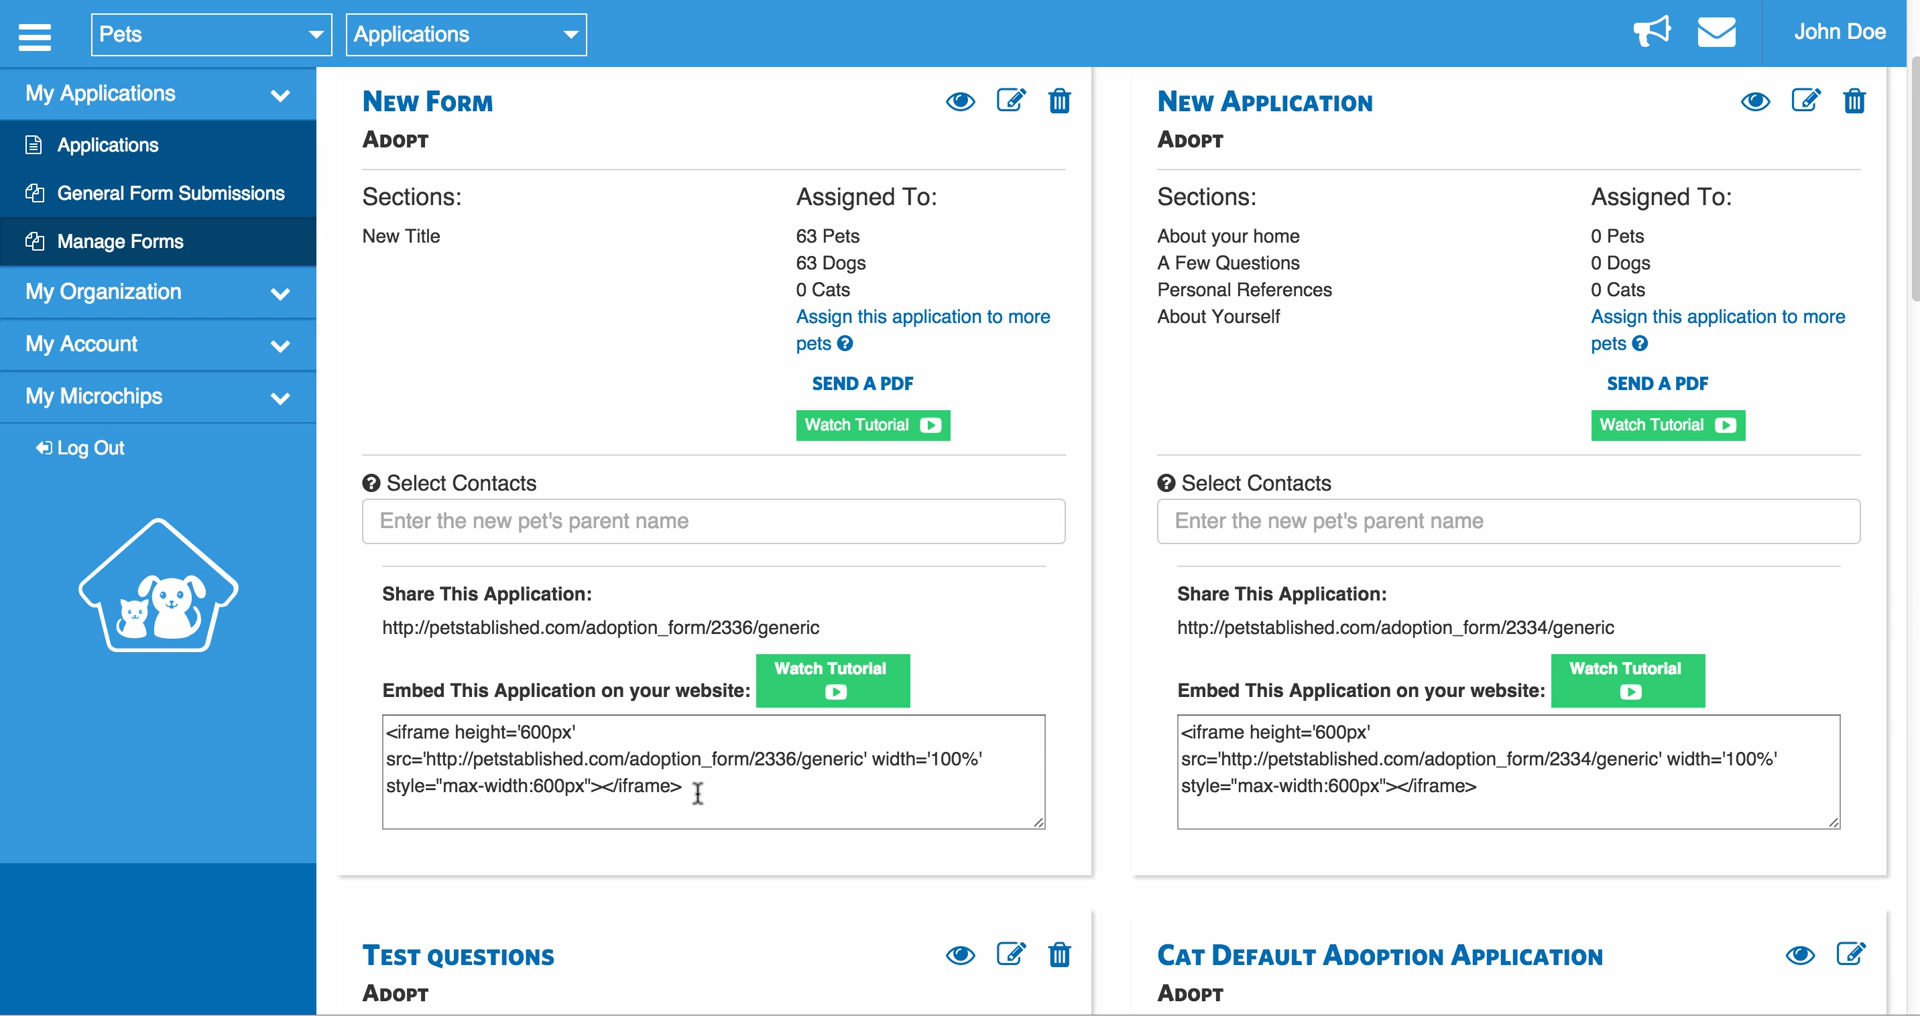 Pets
Applications
John Doe
My Applications
Applications
General Form Submissions
Manage Forms
My Organization
My Account
My Microchips
Log Out
New Form
Adopt
Sections:
New Title
Assigned To:
63 Pets
63 Dogs
0 Cats
Assign this application to more
pets
SEND A PDF
Watch Tutorial
Select Contacts
Enter the new pet's parent name
Share This Application:
http://petstablished.com/adoption_form/2336/generic
Embed This Application on your website:
Watch Tutorial
<iframe height='600px'
src='http://petstablished.com/adoption_form/2336/generic' width='100%'
style="max-width:600px"></iframe>
New Application
Adopt
Sections:
About your home
A Few Questions
Personal References
About Yourself
Assigned To:
0 Pets
0 Dogs
0 Cats
Assign this application to more
pets
SEND A PDF
Watch Tutorial
Select Contacts
Enter the new pet's parent name
Share This Application:
http://petstablished.com/adoption_form/2334/generic
Embed This Application on your website:
Watch Tutorial
<iframe height='600px'
src='http://petstablished.com/adoption_form/2334/generic' width='100%'
style="max-width:600px"></iframe>
Test questions
Adopt
Cat Default Adoption Application
Adopt